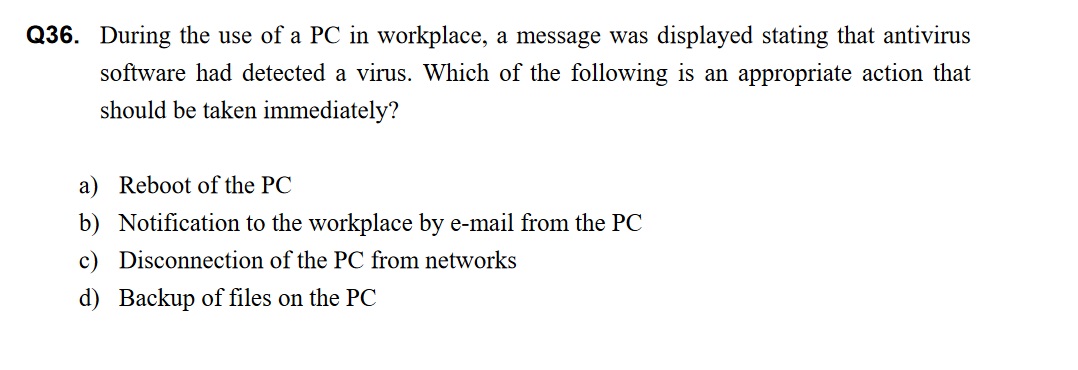 Q36. During the use of a PC in workplace, a message was displayed stating that antivirus
software had detected a virus. Which of the following is an appropriate action that
should be taken immediately?
a) Reboot of the PC
b) Notification to the workplace by e-mail from the PC
c) Disconnection of the PC from networks
d) Backup of files on the PC